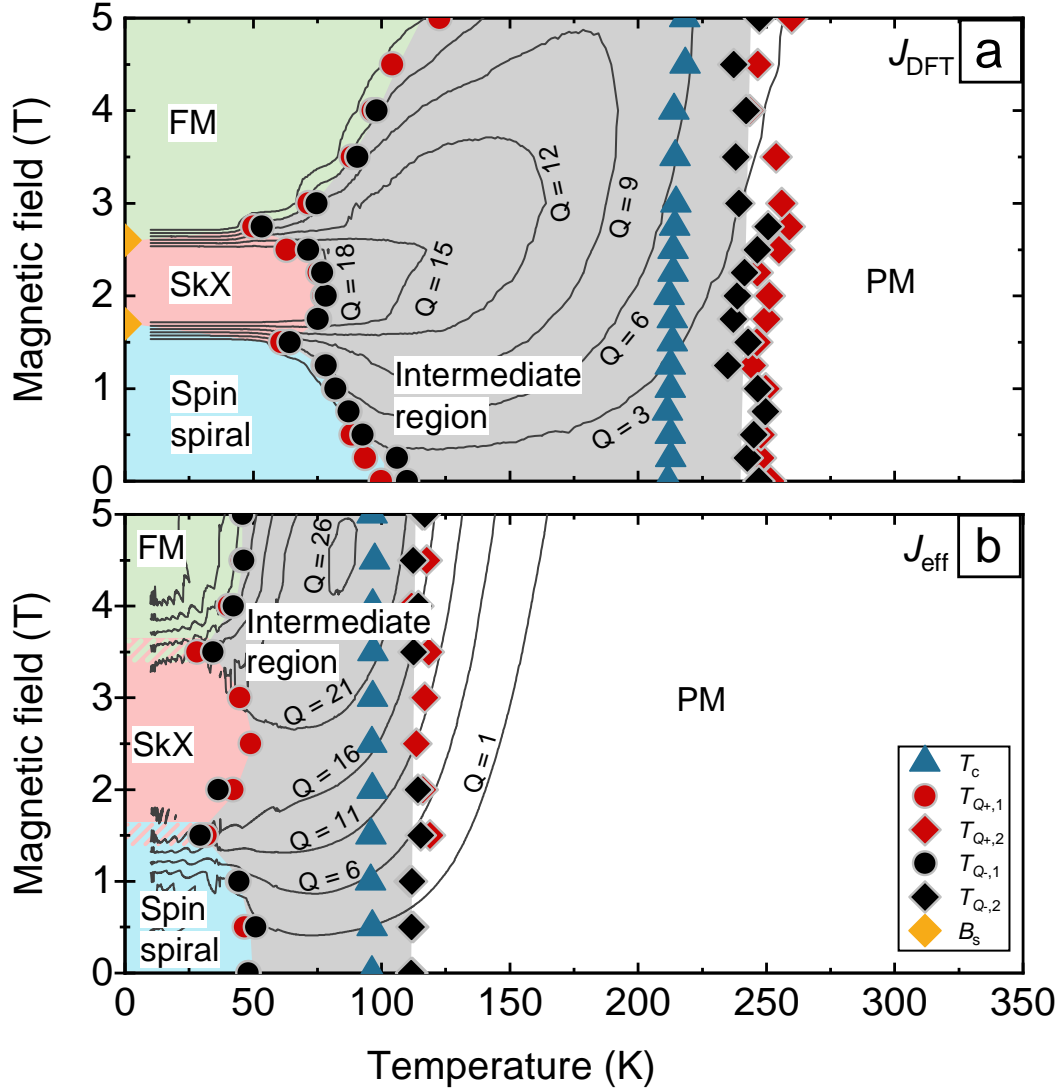 5
4
3
2
1
0
Magnetic field (T)
J_DFT
a
FM
SkX
Spin
spiral
Intermediate
region
PM
Q = 18
Q = 15
Q = 12
Q = 9
Q = 6
Q = 3
5
4
3
2
1
0
Magnetic field (T)
J_eff
b
FM
SkX
Spin
spiral
Intermediate
region
PM
Q = 26
Q = 21
Q = 16
Q = 11
Q = 6
Q = 1
T_c
T_Q+,1
T_Q+,2
T_Q-,1
T_Q-,2
B_s
0 50 100 150 200 250 300 350
Temperature (K)